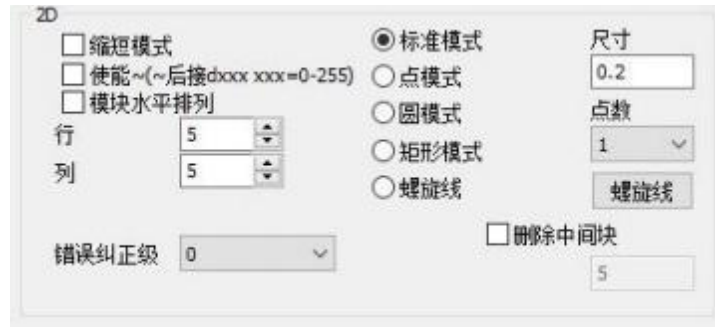 2D
缩短模式
使能~(~后接dxxx xxx=0-255)
模块水平排列
行 5
列 5
错误纠正级 0
标准模式
点模式
圆模式
矩形模式
螺旋线
尺寸
0.2
点数
1
螺旋线
删除中间块
5